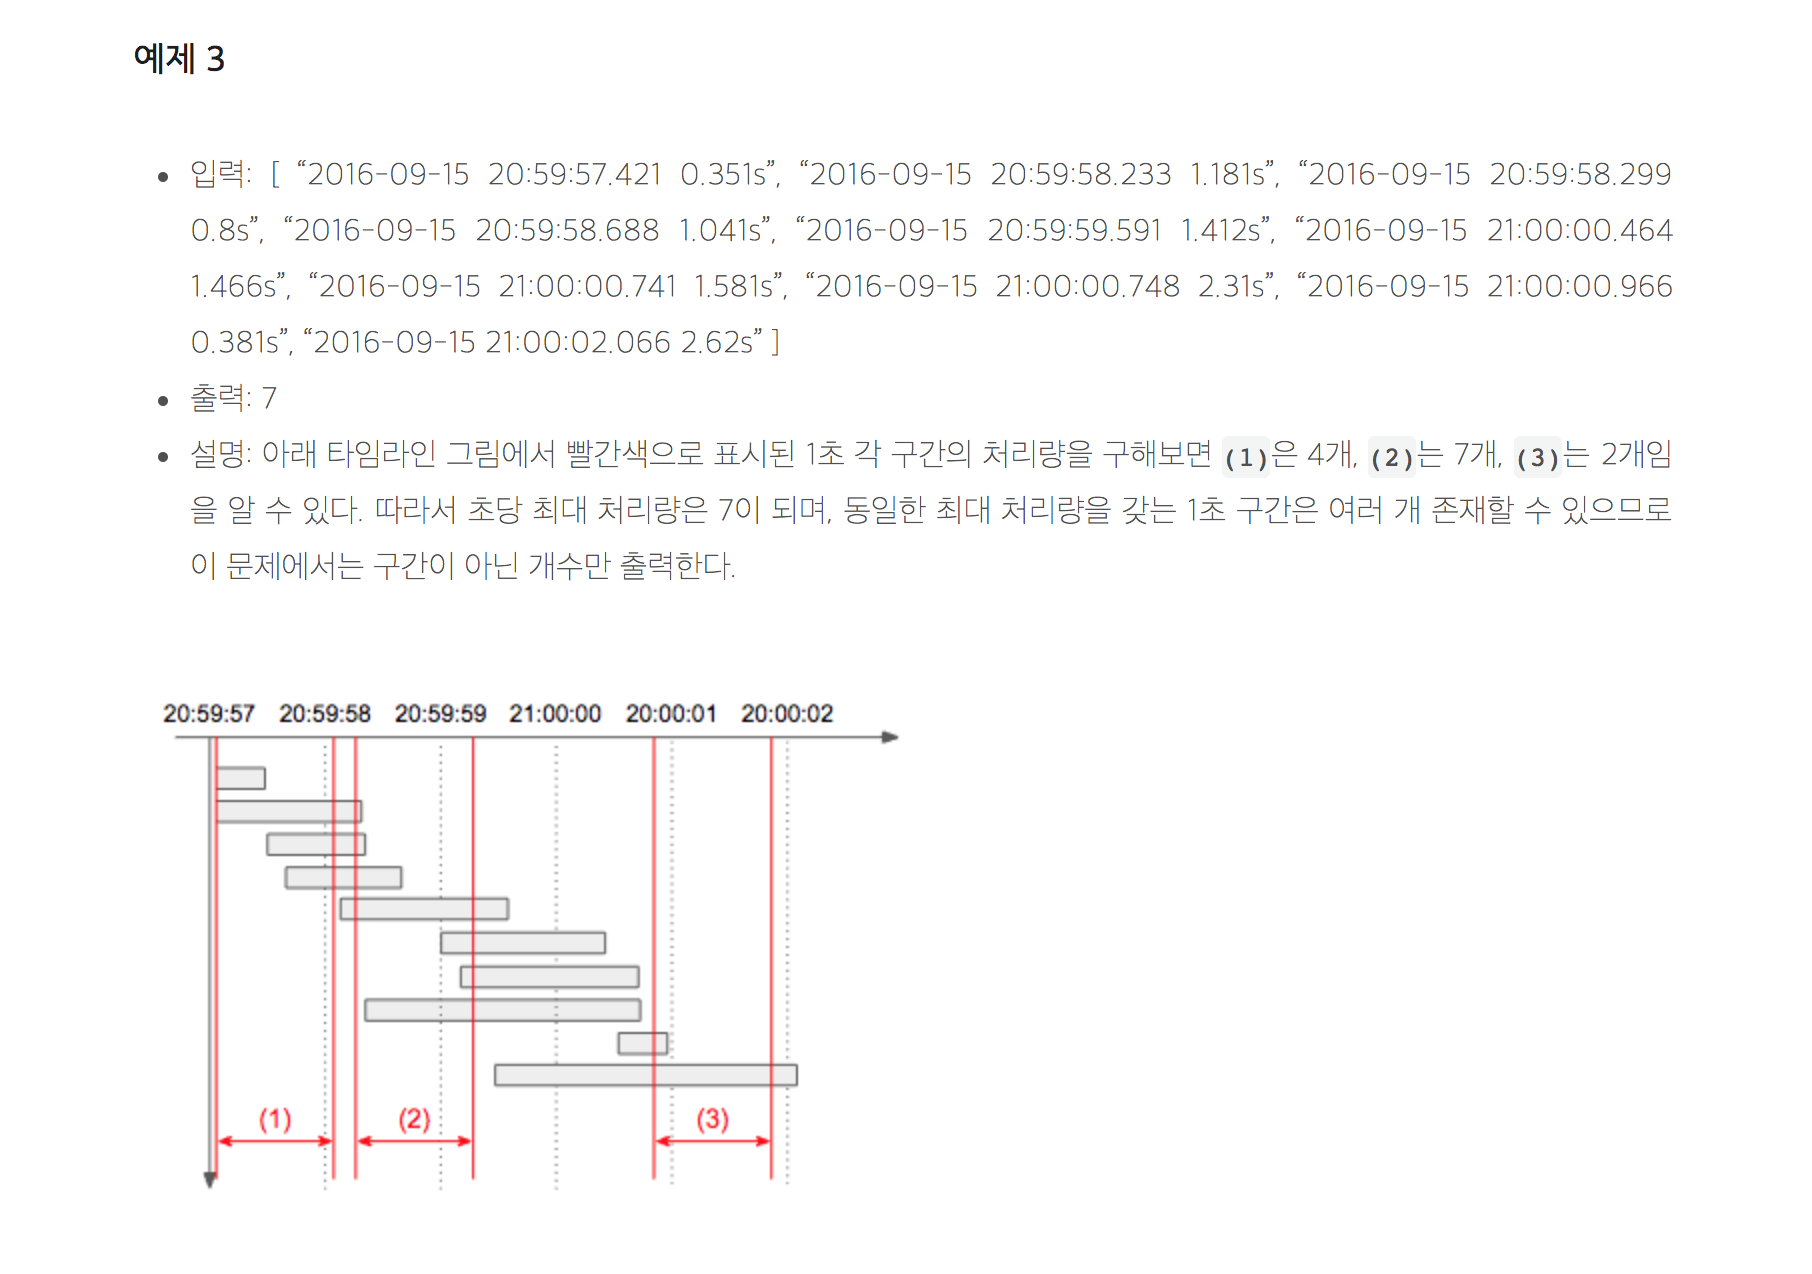 예제 3
입력: [ “2016-09-15 20:59:57.421 0.351s”, “2016-09-15 20:59:58.233 1.181s”, “2016-09-15 20:59:58.299
0.8s”, “2016-09-15 20:59:58.688 1.041s”, “2016-09-15 20:59:59.591 1.412s”, “2016-09-15 21:00:00.464
1.466s”, “2016-09-15 21:00:00.741 1.581s”, “2016-09-15 21:00:00.748 2.31s”, “2016-09-15 21:00:00.966
0.381s”, “2016-09-15 21:00:02.066 2.62s” ]
출력: 7
설명: 아래 타임라인 그림에서 빨간색으로 표시된 1초 각 구간의 처리량을 구해보면 (1)은 4개, (2)는 7개, (3)는 2개임
을 알 수 있다. 따라서 초당 최대 처리량은 7이 되며, 동일한 최대 처리량을 갖는 1초 구간은 여러 개 존재할 수 있으므로
이 문제에서는 구간이 아닌 개수만 출력한다.
20:59:57 20:59:58 20:59:59 21:00:00 20:00:01 20:00:02
(1) (2) (3)